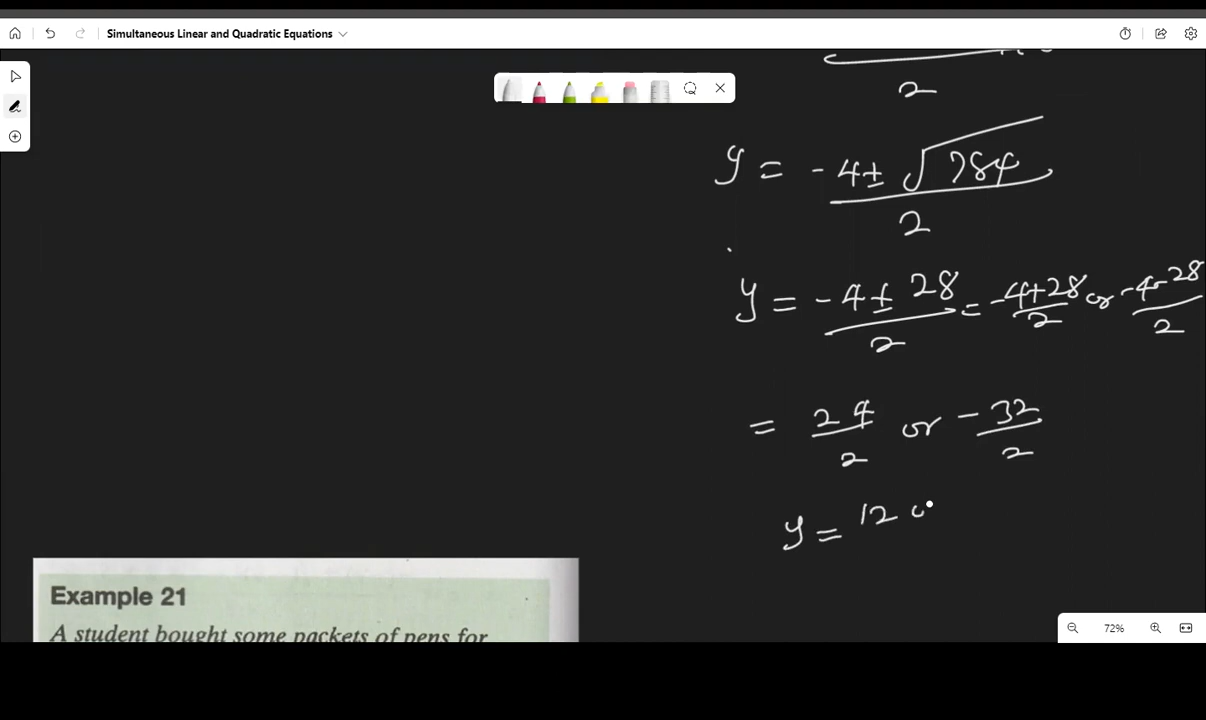 Simultaneous Linear and Quadratic Equations
2
y = -4 ± √784
2
y = -4 ± 28 = -4+28 or -4-28
2 2 2
= 24 or -32
2 2
y = 12 o
Example 21
A student bought some packets of pens for
72%